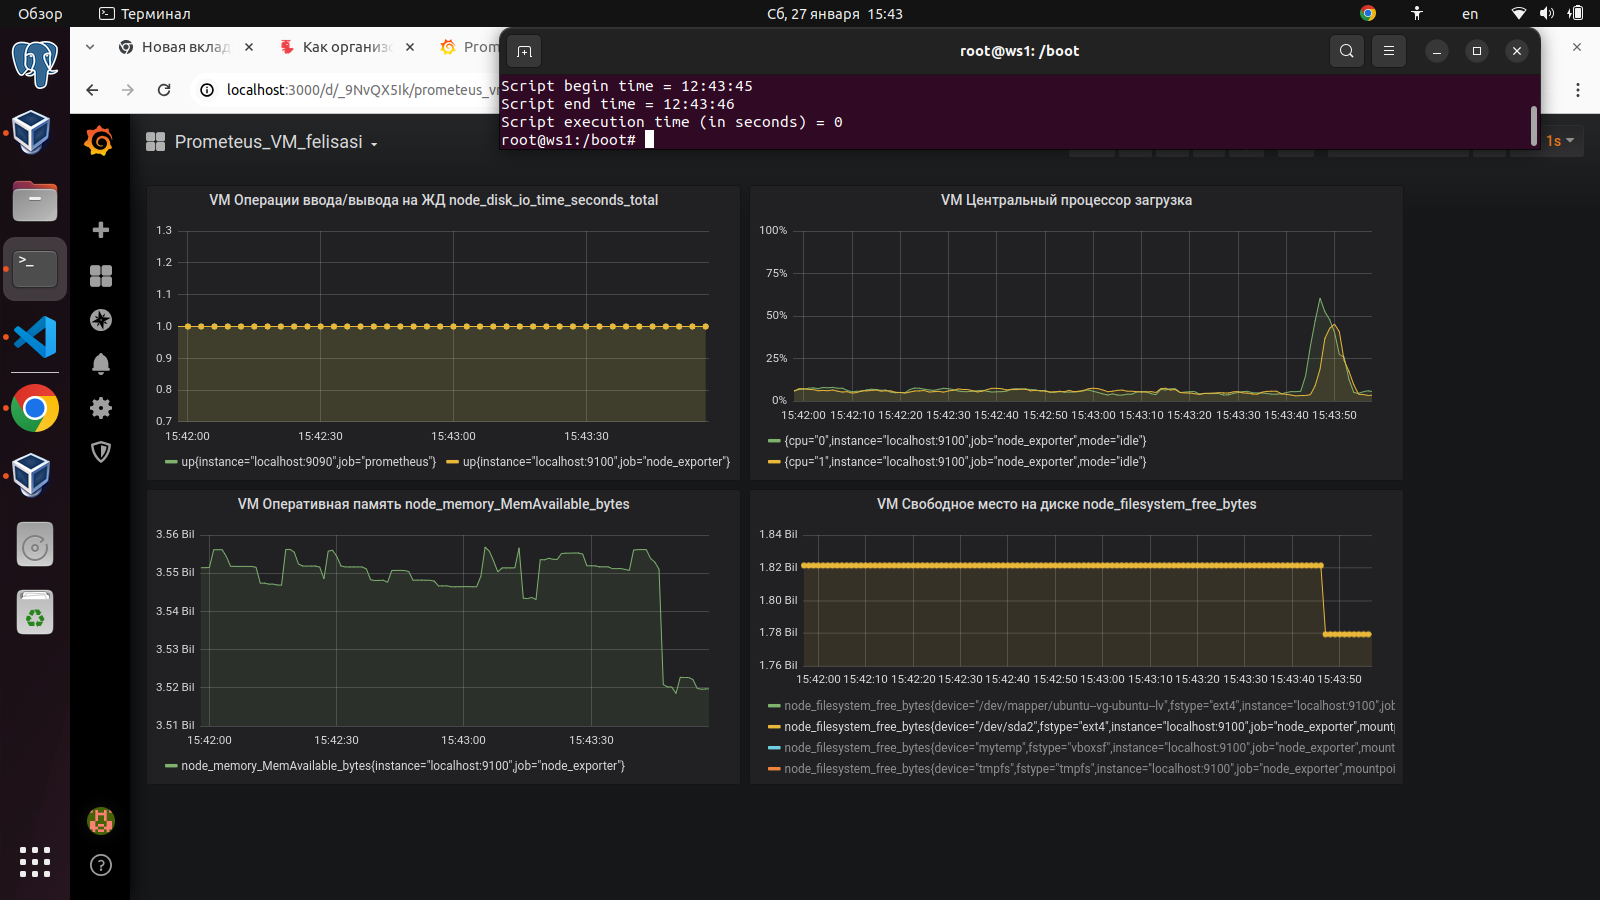 Обзор
Терминал
Сб, 27 января 15:43
en
Новая вклад
Как организо
Prom
localhost:3000/d/_9NvQX5Ik/prometeus_vm
root@ws1: /boot
Script begin time = 12:43:45
Script end time = 12:43:46
Script execution time (in seconds) = 0
root@ws1:/boot#
Prometeus_VM_felisasi
1s
VM Операции ввода/вывода на ЖД node_disk_io_time_seconds_total
1.3
1.2
1.1
1.0
0.9
0.8
0.7
15:42:00 15:42:30 15:43:00 15:43:30
up{instance="localhost:9090",job="prometheus"} up{instance="localhost:9100",job="node_exporter"}
VM Центральный процессор загрузка
100%
75%
50%
25%
0%
15:42:00 15:42:10 15:42:20 15:42:30 15:42:40 15:42:50 15:43:00 15:43:10 15:43:20 15:43:30 15:43:40 15:43:50
{cpu="0",instance="localhost:9100",job="node_exporter",mode="idle"}
{cpu="1",instance="localhost:9100",job="node_exporter",mode="idle"}
VM Оперативная память node_memory_MemAvailable_bytes
3.56 Bil
3.55 Bil
3.54 Bil
3.53 Bil
3.52 Bil
3.51 Bil
15:42:00 15:42:30 15:43:00 15:43:30
node_memory_MemAvailable_bytes{instance="localhost:9100",job="node_exporter"}
VM Свободное место на диске node_filesystem_free_bytes
1.84 Bil
1.82 Bil
1.80 Bil
1.78 Bil
1.76 Bil
15:42:00 15:42:10 15:42:20 15:42:30 15:42:40 15:42:50 15:43:00 15:43:10 15:43:20 15:43:30 15:43:40 15:43:50
node_filesystem_free_bytes{device="/dev/mapper/ubuntu--vg-ubuntu--lv",fstype="ext4",instance="localhost:9100",job
node_filesystem_free_bytes{device="/dev/sda2",fstype="ext4",instance="localhost:9100",job="node_exporter",mountp
node_filesystem_free_bytes{device="mytemp",fstype="vboxsf",instance="localhost:9100",job="node_exporter",mount
node_filesystem_free_bytes{device="tmpfs",fstype="tmpfs",instance="localhost:9100",job="node_exporter",mountpoi